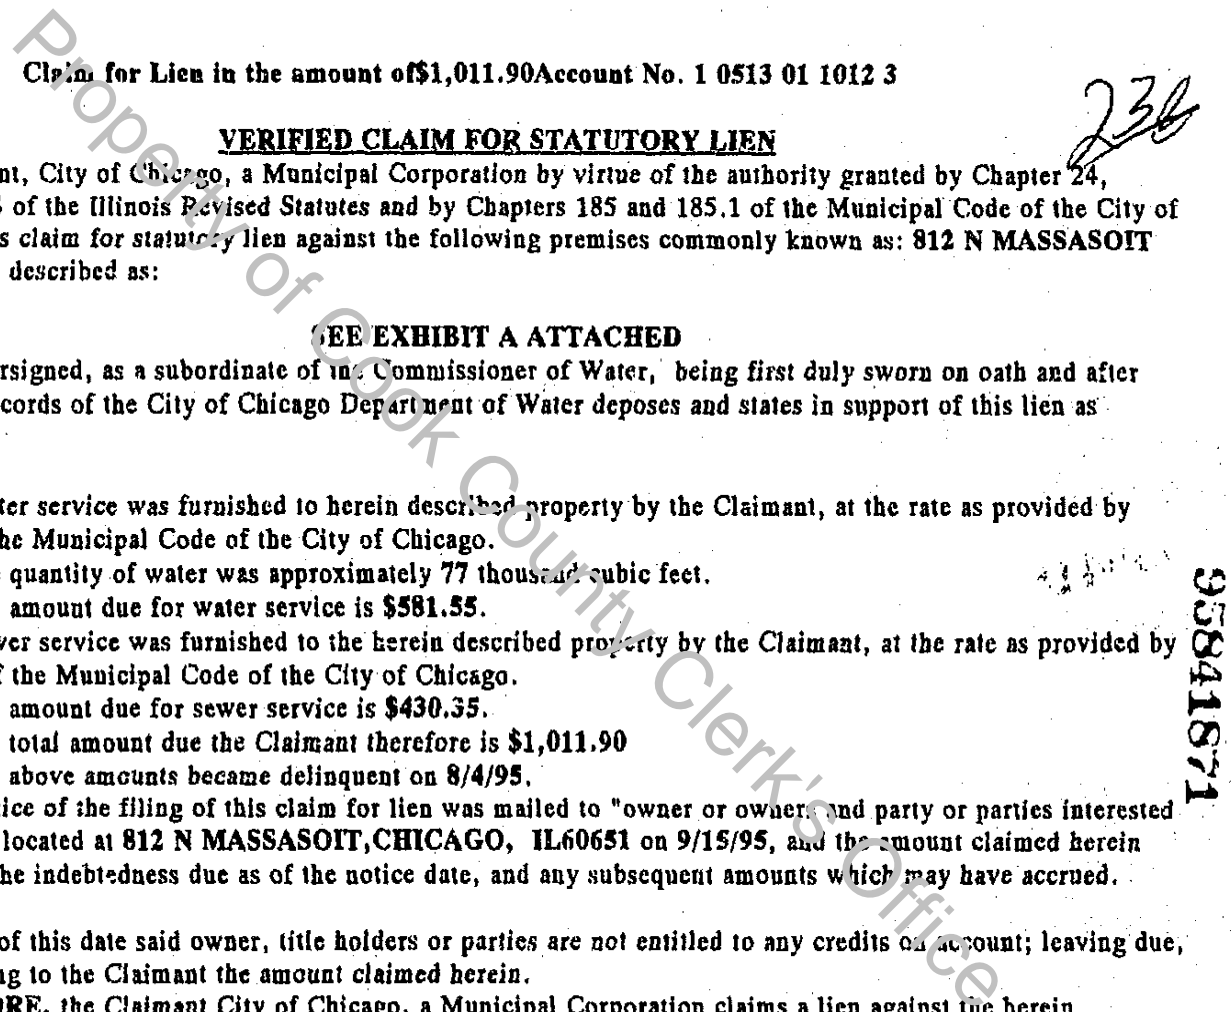 Claim for Lien in the amount of$1,011.90Account No. 1 0513 01 1012 3
236
VERIFIED CLAIM FOR STATUTORY LIEN
nt, City of Chicago, a Municipal Corporation by virtue of the authority granted by Chapter 24,
of the Illinois Revised Statutes and by Chapters 185 and 185.1 of the Municipal Code of the City of
s claim for statutory lien against the following premises commonly known as: 812 N MASSASOIT
described as:
SEE EXHIBIT A ATTACHED
rsigned, as a subordinate of the Commissioner of Water, being first duly sworn on oath and after
cords of the City of Chicago Department of Water deposes and states in support of this lien as
ter service was furnished to herein described property by the Claimant, at the rate as provided by
he Municipal Code of the City of Chicago.
quantity of water was approximately 77 thousand cubic feet.
amount due for water service is $581.55.
ver service was furnished to the herein described property by the Claimant, at the rate as provided by
f the Municipal Code of the City of Chicago.
amount due for sewer service is $430.35.
total amount due the Claimant therefore is $1,011.90
above amounts became delinquent on 8/4/95.
ice of the filing of this claim for lien was mailed to "owner or owners and party or parties interested
located at 812 N MASSASOIT,CHICAGO, IL60651 on 9/15/95, and the amount claimed herein
he indebtedness due as of the notice date, and any subsequent amounts which may have accrued.
of this date said owner, title holders or parties are not entitled to any credits on account; leaving due,
ng to the Claimant the amount claimed herein.
ORE, the Claimant City of Chicago, a Municipal Corporation claims a lien against the herein
95841871
Property of Cook County Clerk's Office